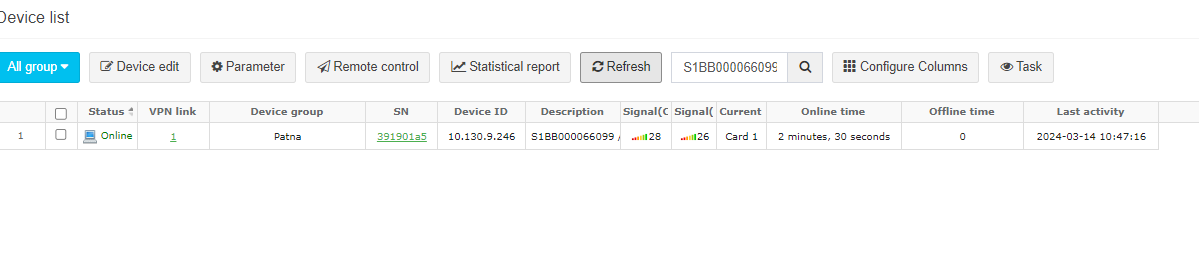 Device list
All group Device edit Parameter Remote control Statistical report Refresh S1BB000066099 Configure Columns Task
Status VPN link Device group SN Device ID Description Signal(C Signal( Current Online time Offline time Last activity
1 Online 1 Patna 391901a5 10.130.9.246 S1BB000066099 / 28 26 Card 1 2 minutes, 30 seconds 0 2024-03-14 10:47:16